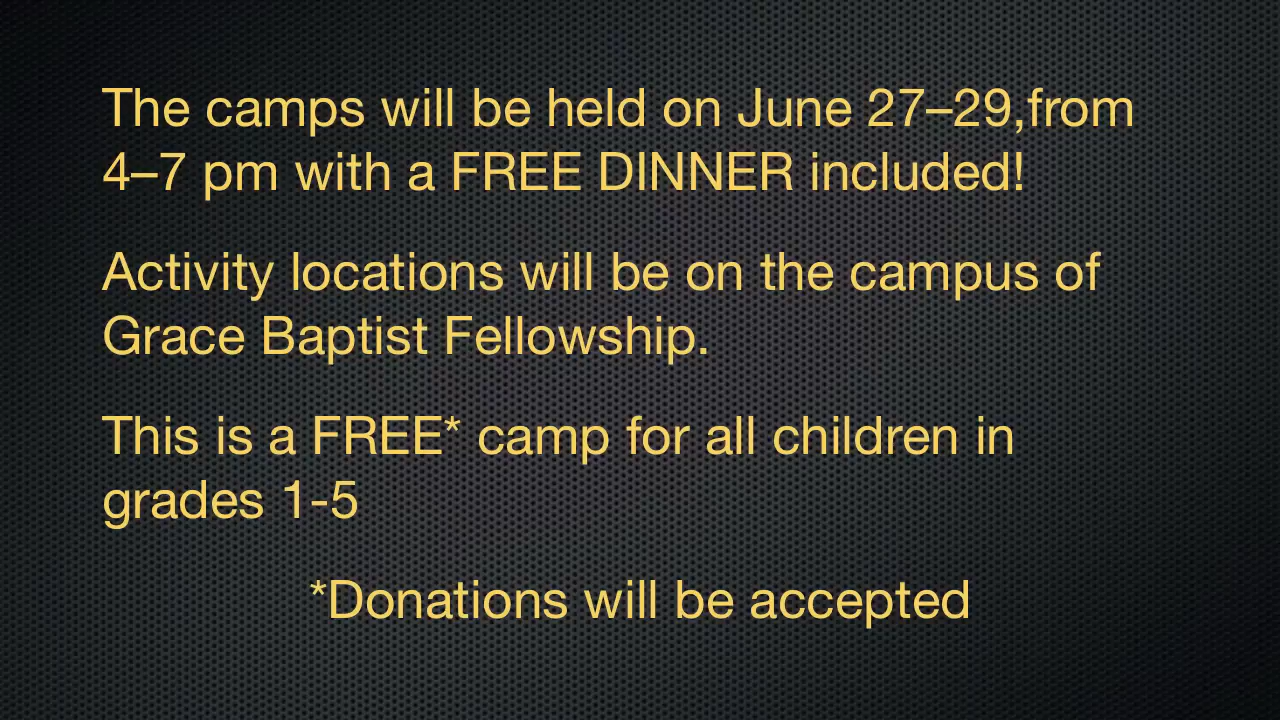 The camps will be held on June 27–29,from
4–7 pm with a FREE DINNER included!
Activity locations will be on the campus of
Grace Baptist Fellowship.
This is a FREE* camp for all children in
grades 1-5
*Donations will be accepted